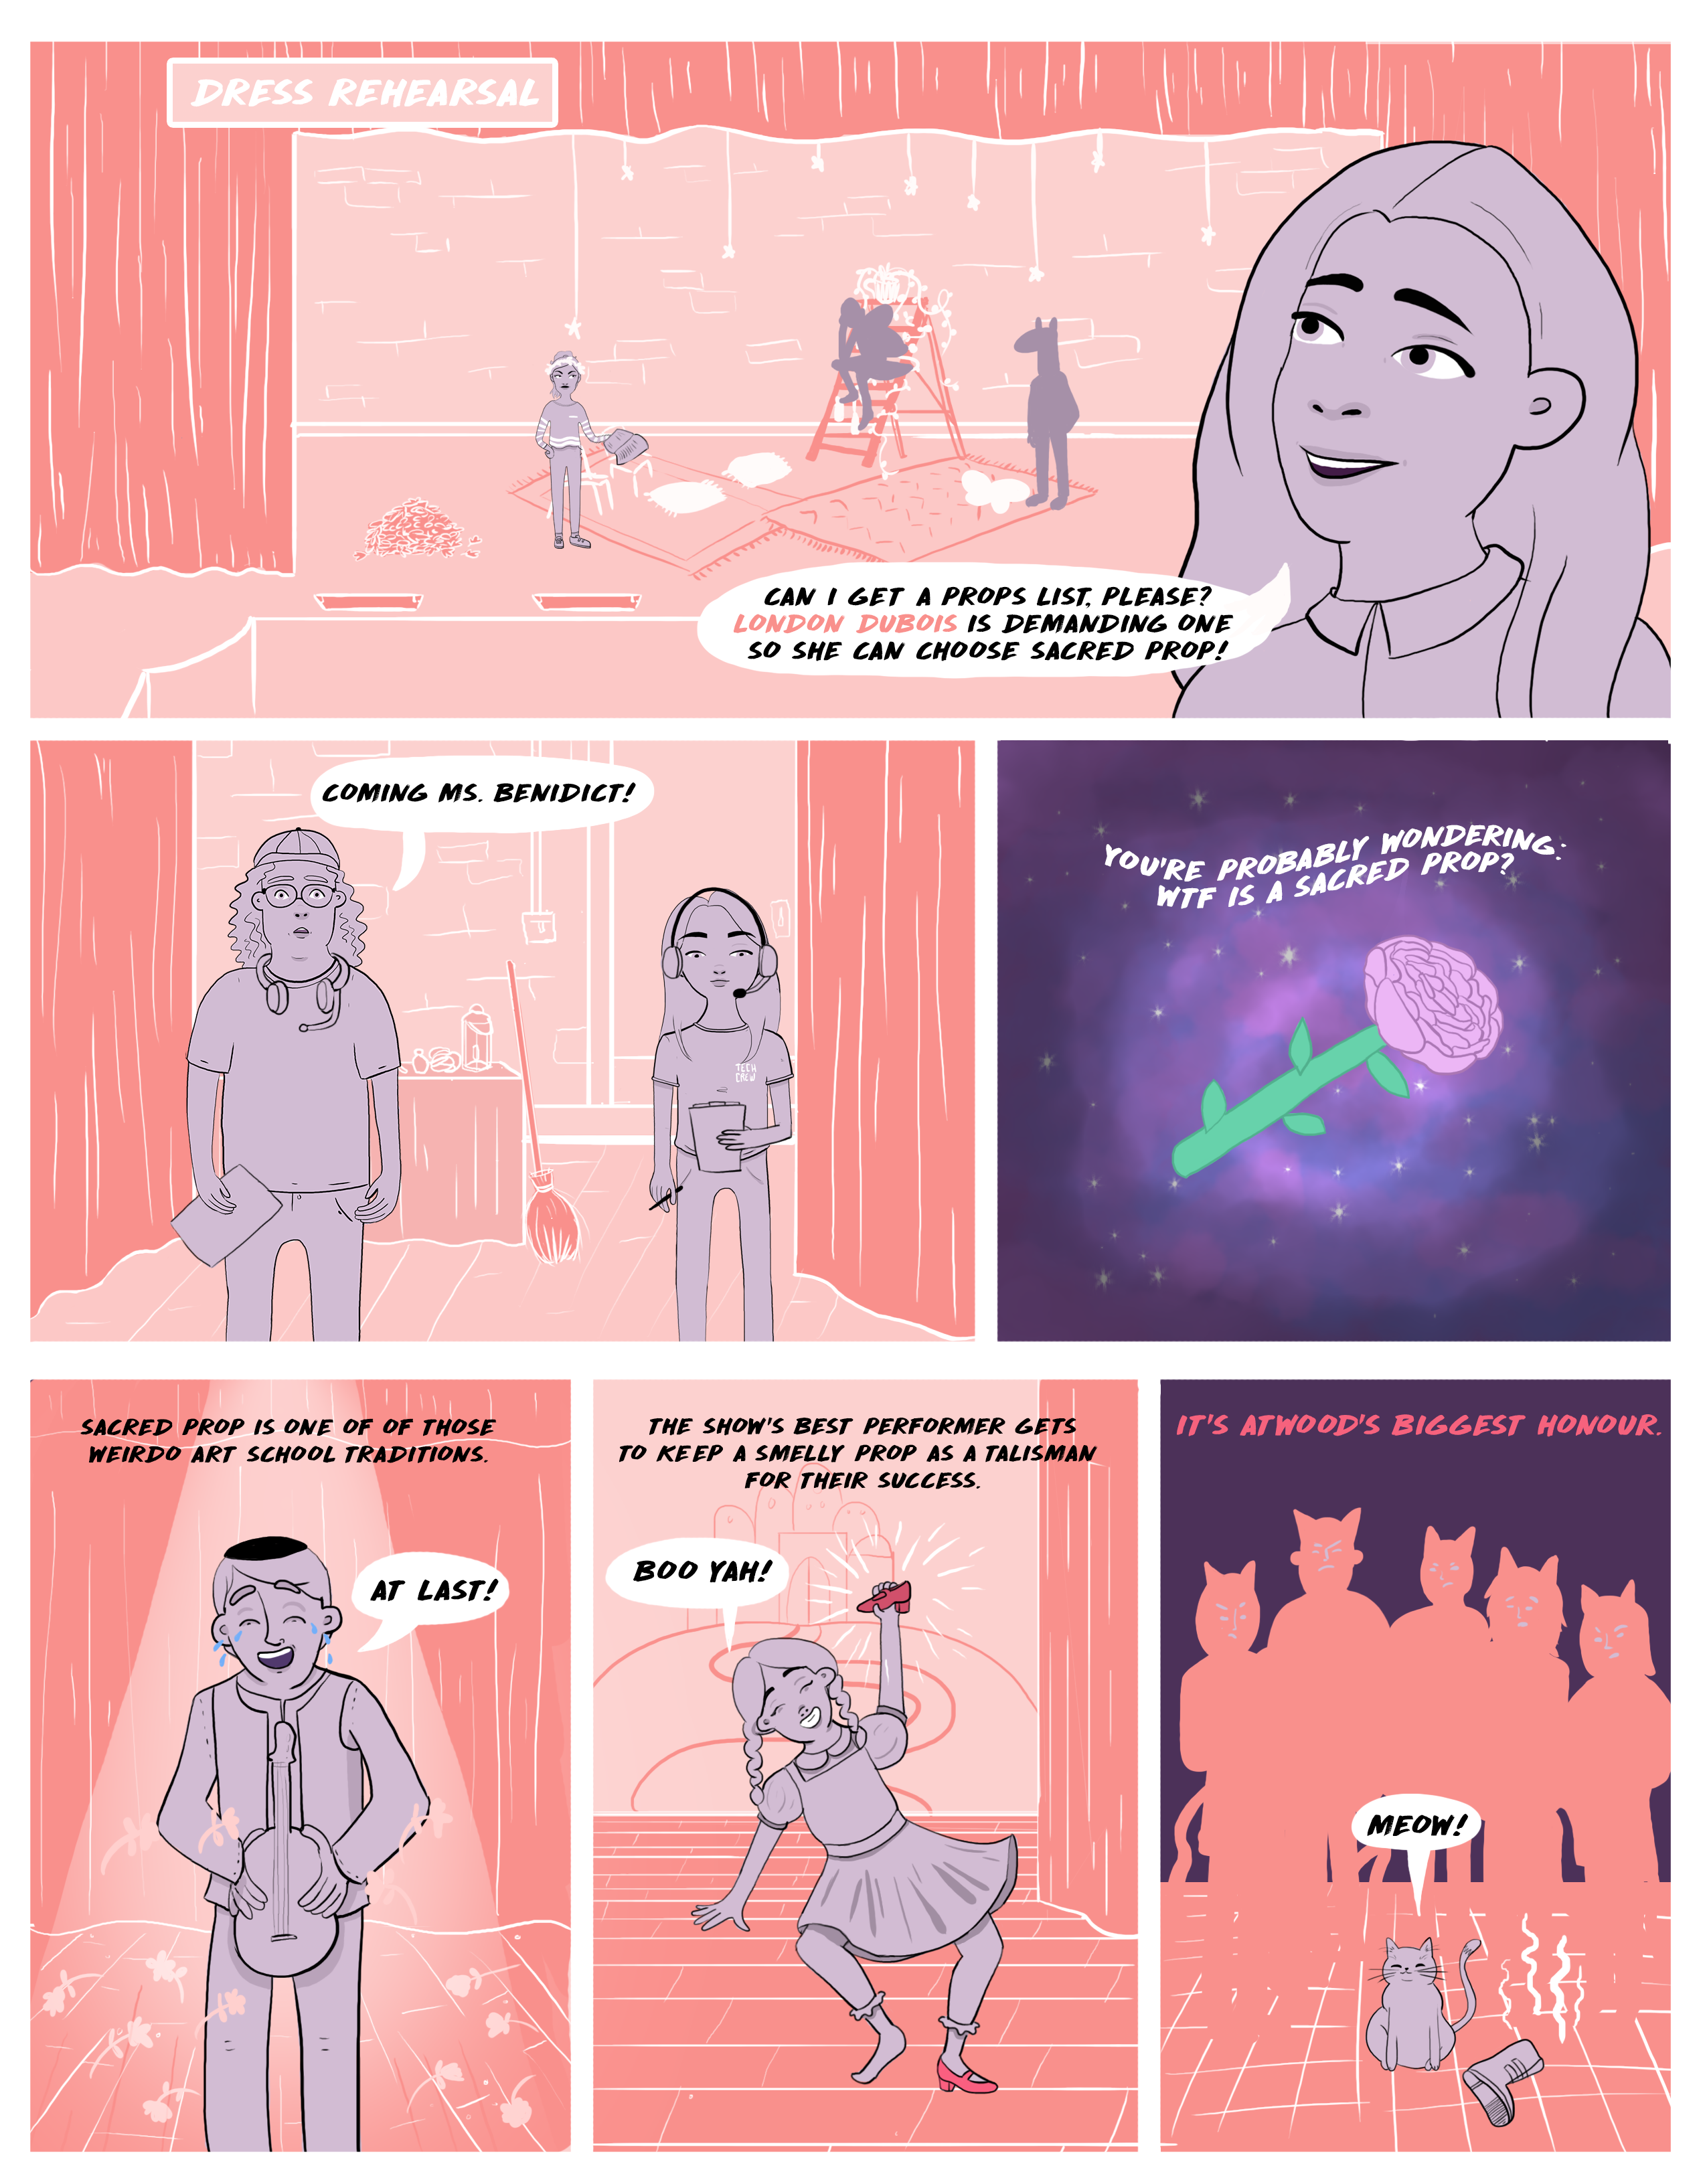 DRESS REHEARSAL
CAN I GET A PROPS LIST, PLEASE?
LONDON DUBOIS IS DEMANDING ONE
SO SHE CAN CHOOSE SACRED PROP!
COMING MS. BENIDICT!
TECH
CREW
YOU'RE PROBABLY WONDERING:
WTF IS A SACRED PROP?
SACRED PROP IS ONE OF OF THOSE
WEIRDO ART SCHOOL TRADITIONS.
AT LAST!
THE SHOW'S BEST PERFORMER GETS
TO KEEP A SMELLY PROP AS A TALISMAN
FOR THEIR SUCCESS.
BOO YAH!
IT'S ATWOOD'S BIGGEST HONOUR.
MEOW!